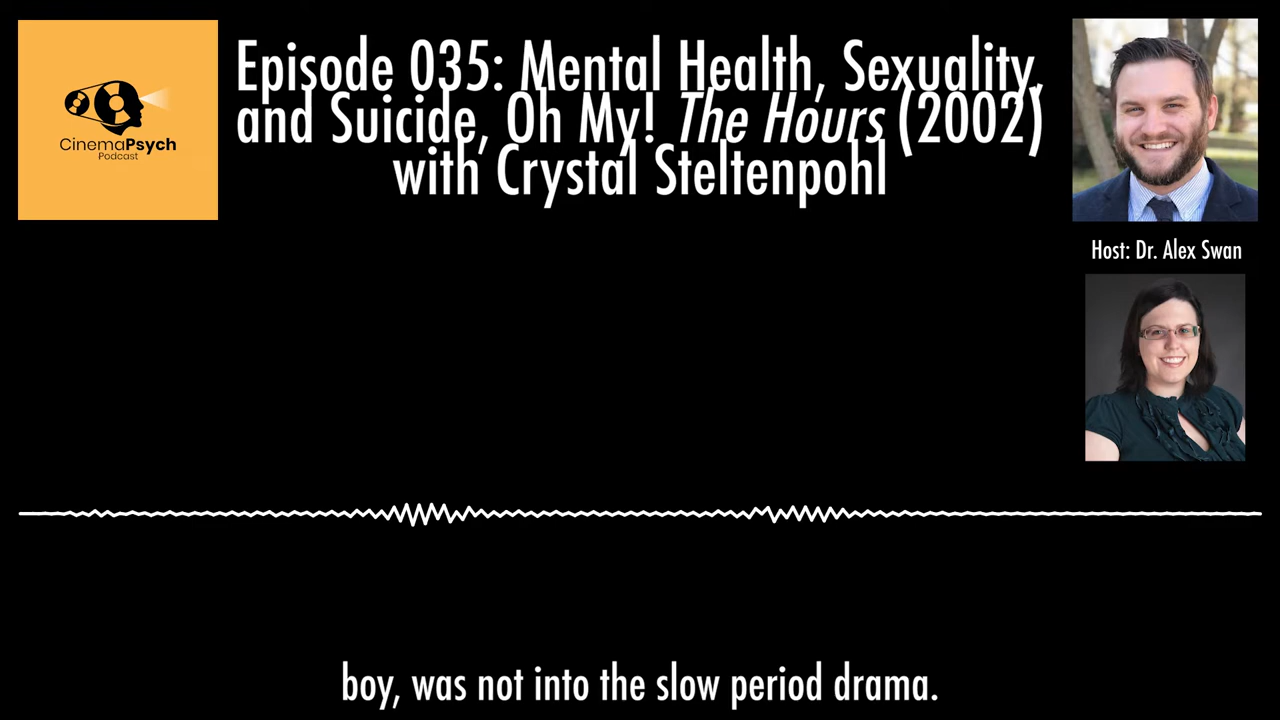 CinemaPsych
Podcast
Episode 035: Mental Health, Sexuality,
and Suicide, Oh My! The Hours (2002)
with Crystal Steltenpohl
Host: Dr. Alex Swan
boy, was not into the slow period drama.